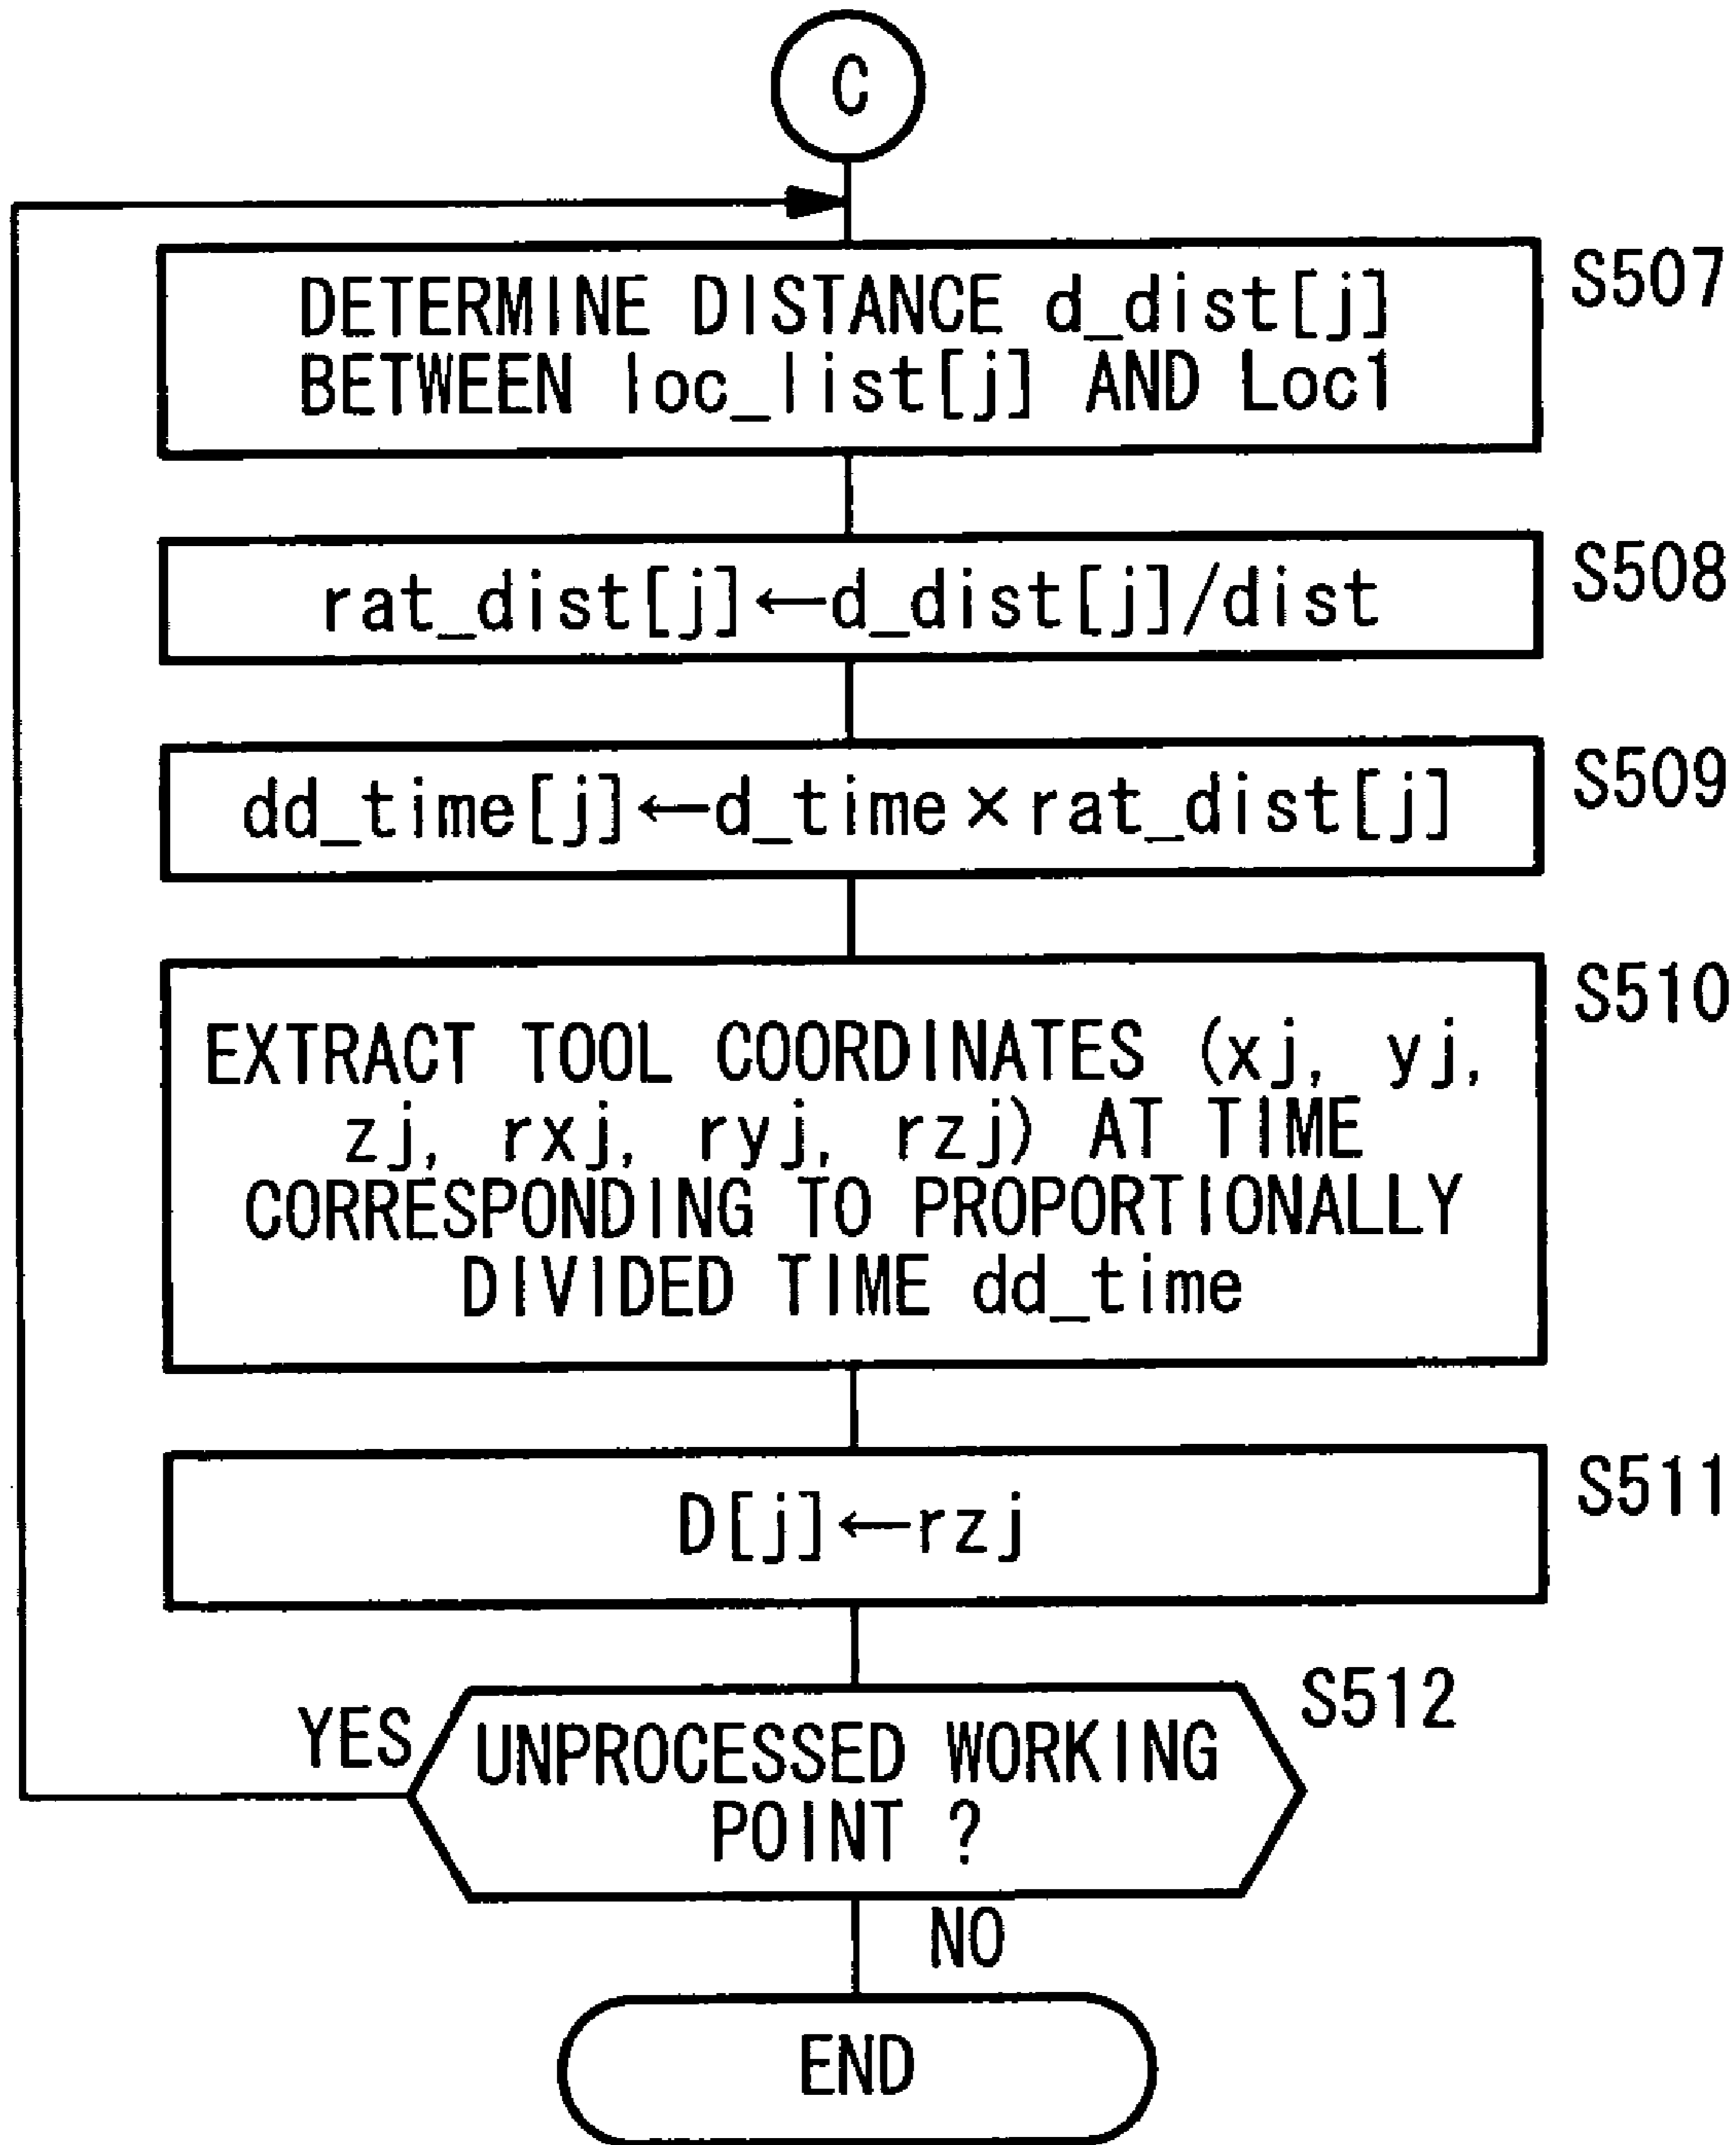 C
S507
DETERMINE DISTANCE d_dist[j]
BETWEEN loc_list[j] AND Loc1
S508
rat_dist[j]←d_dist[j]/dist
S509
dd_time[j]←d_time×rat_dist[j]
S510
EXTRACT TOOL COORDINATES (xj, yj,
zj, rxj, ryj, rzj) AT TIME
CORRESPONDING TO PROPORTIONALLY
DIVIDED TIME dd_time
S511
D[j]←rzj
S512
YES
UNPROCESSED WORKING
POINT ?
NO
END